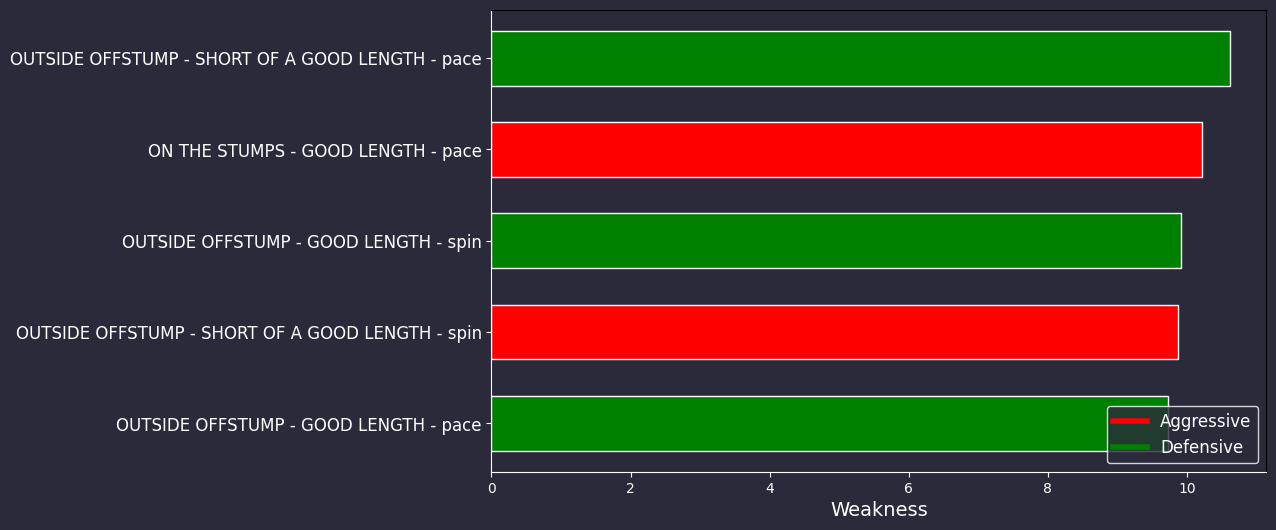 OUTSIDE OFFSTUMP - SHORT OF A GOOD LENGTH - pace
ON THE STUMPS - GOOD LENGTH - pace
OUTSIDE OFFSTUMP - GOOD LENGTH - spin
OUTSIDE OFFSTUMP - SHORT OF A GOOD LENGTH - spin
OUTSIDE OFFSTUMP - GOOD LENGTH - pace
Aggressive
Defensive
0 2 4 6 8 10
Weakness